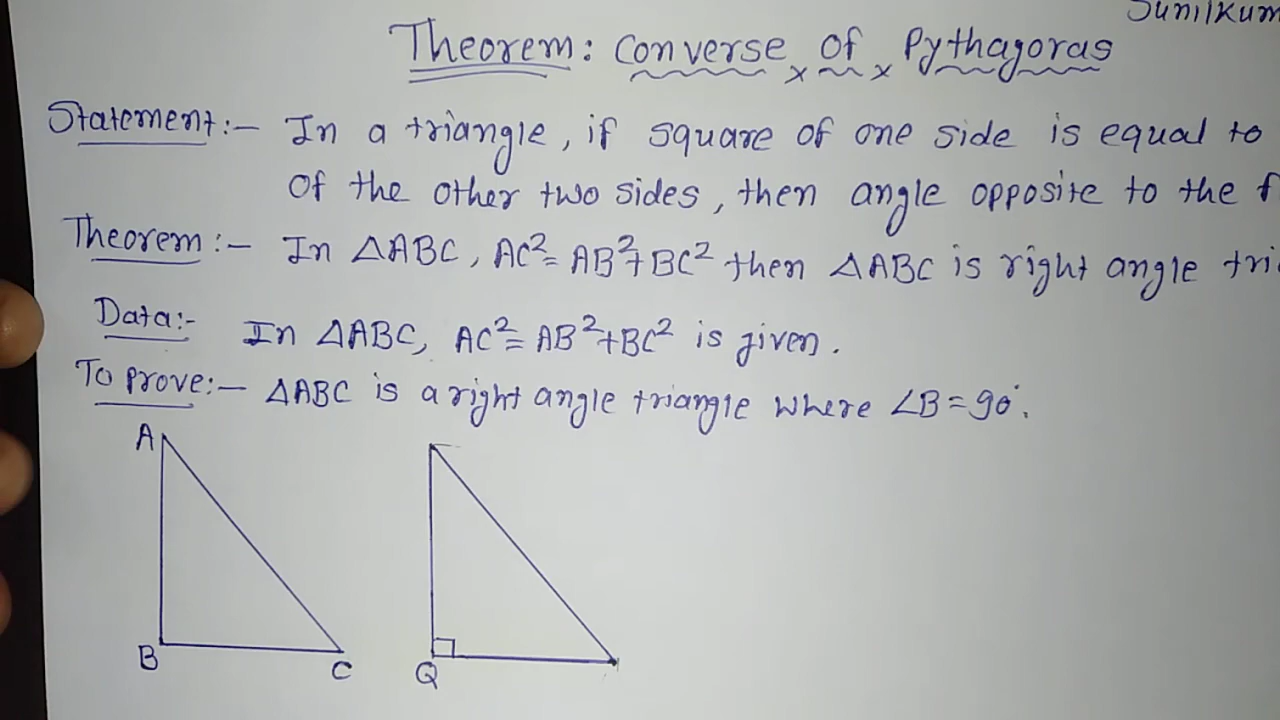 Sunilkum
Theorem: Converse of Pythagoras
Statement:- In a triangle, if square of one side is equal to
of the other two sides, then angle opposite to the f
Theorem:- In △ABC, AC²= AB²+BC² then △ABC is right angle tri
Data:- In △ABC, AC²= AB²+BC² is given.
To prove:- △ABC is a right angle triangle where ∠B=90°.
A
B
C
Q